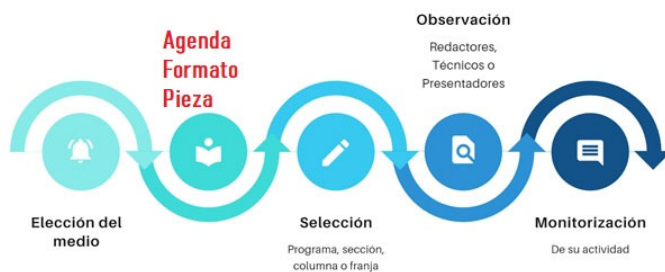 Elección del
medio
Agenda
Formato
Pieza
Selección
Programa, sección,
columna o franja
Observación
Redactores,
Técnicos o
Presentadores
Monitorización
De su actividad